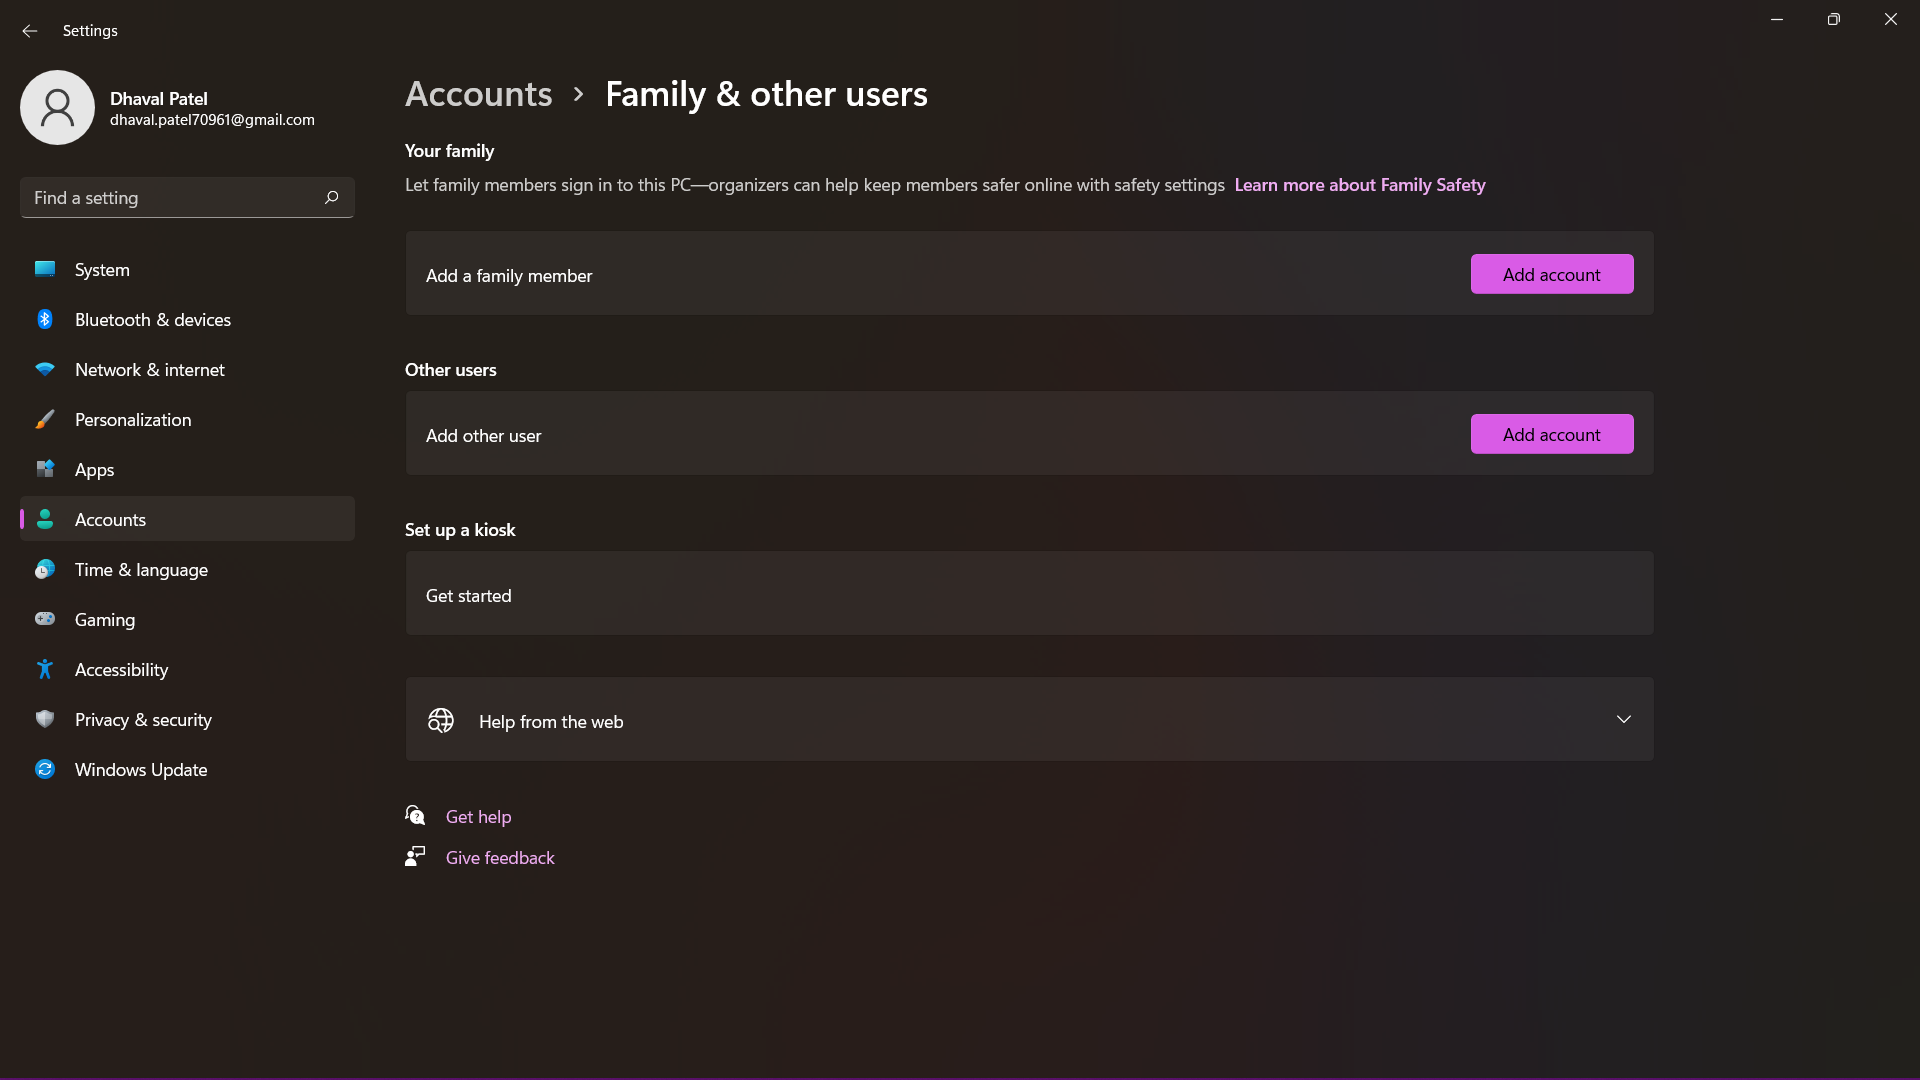 Settings
Dhaval Patel
dhaval.patel70961@gmail.com
Find a setting
System
Bluetooth & devices
Network & internet
Personalization
Apps
Accounts
Time & language
Gaming
Accessibility
Privacy & security
Windows Update
Accounts > Family & other users
Your family
Let family members sign in to this PC—organizers can help keep members safer online with safety settings Learn more about Family Safety
Add a family member
Add account
Other users
Add other user
Add account
Set up a kiosk
Get started
Help from the web
Get help
Give feedback